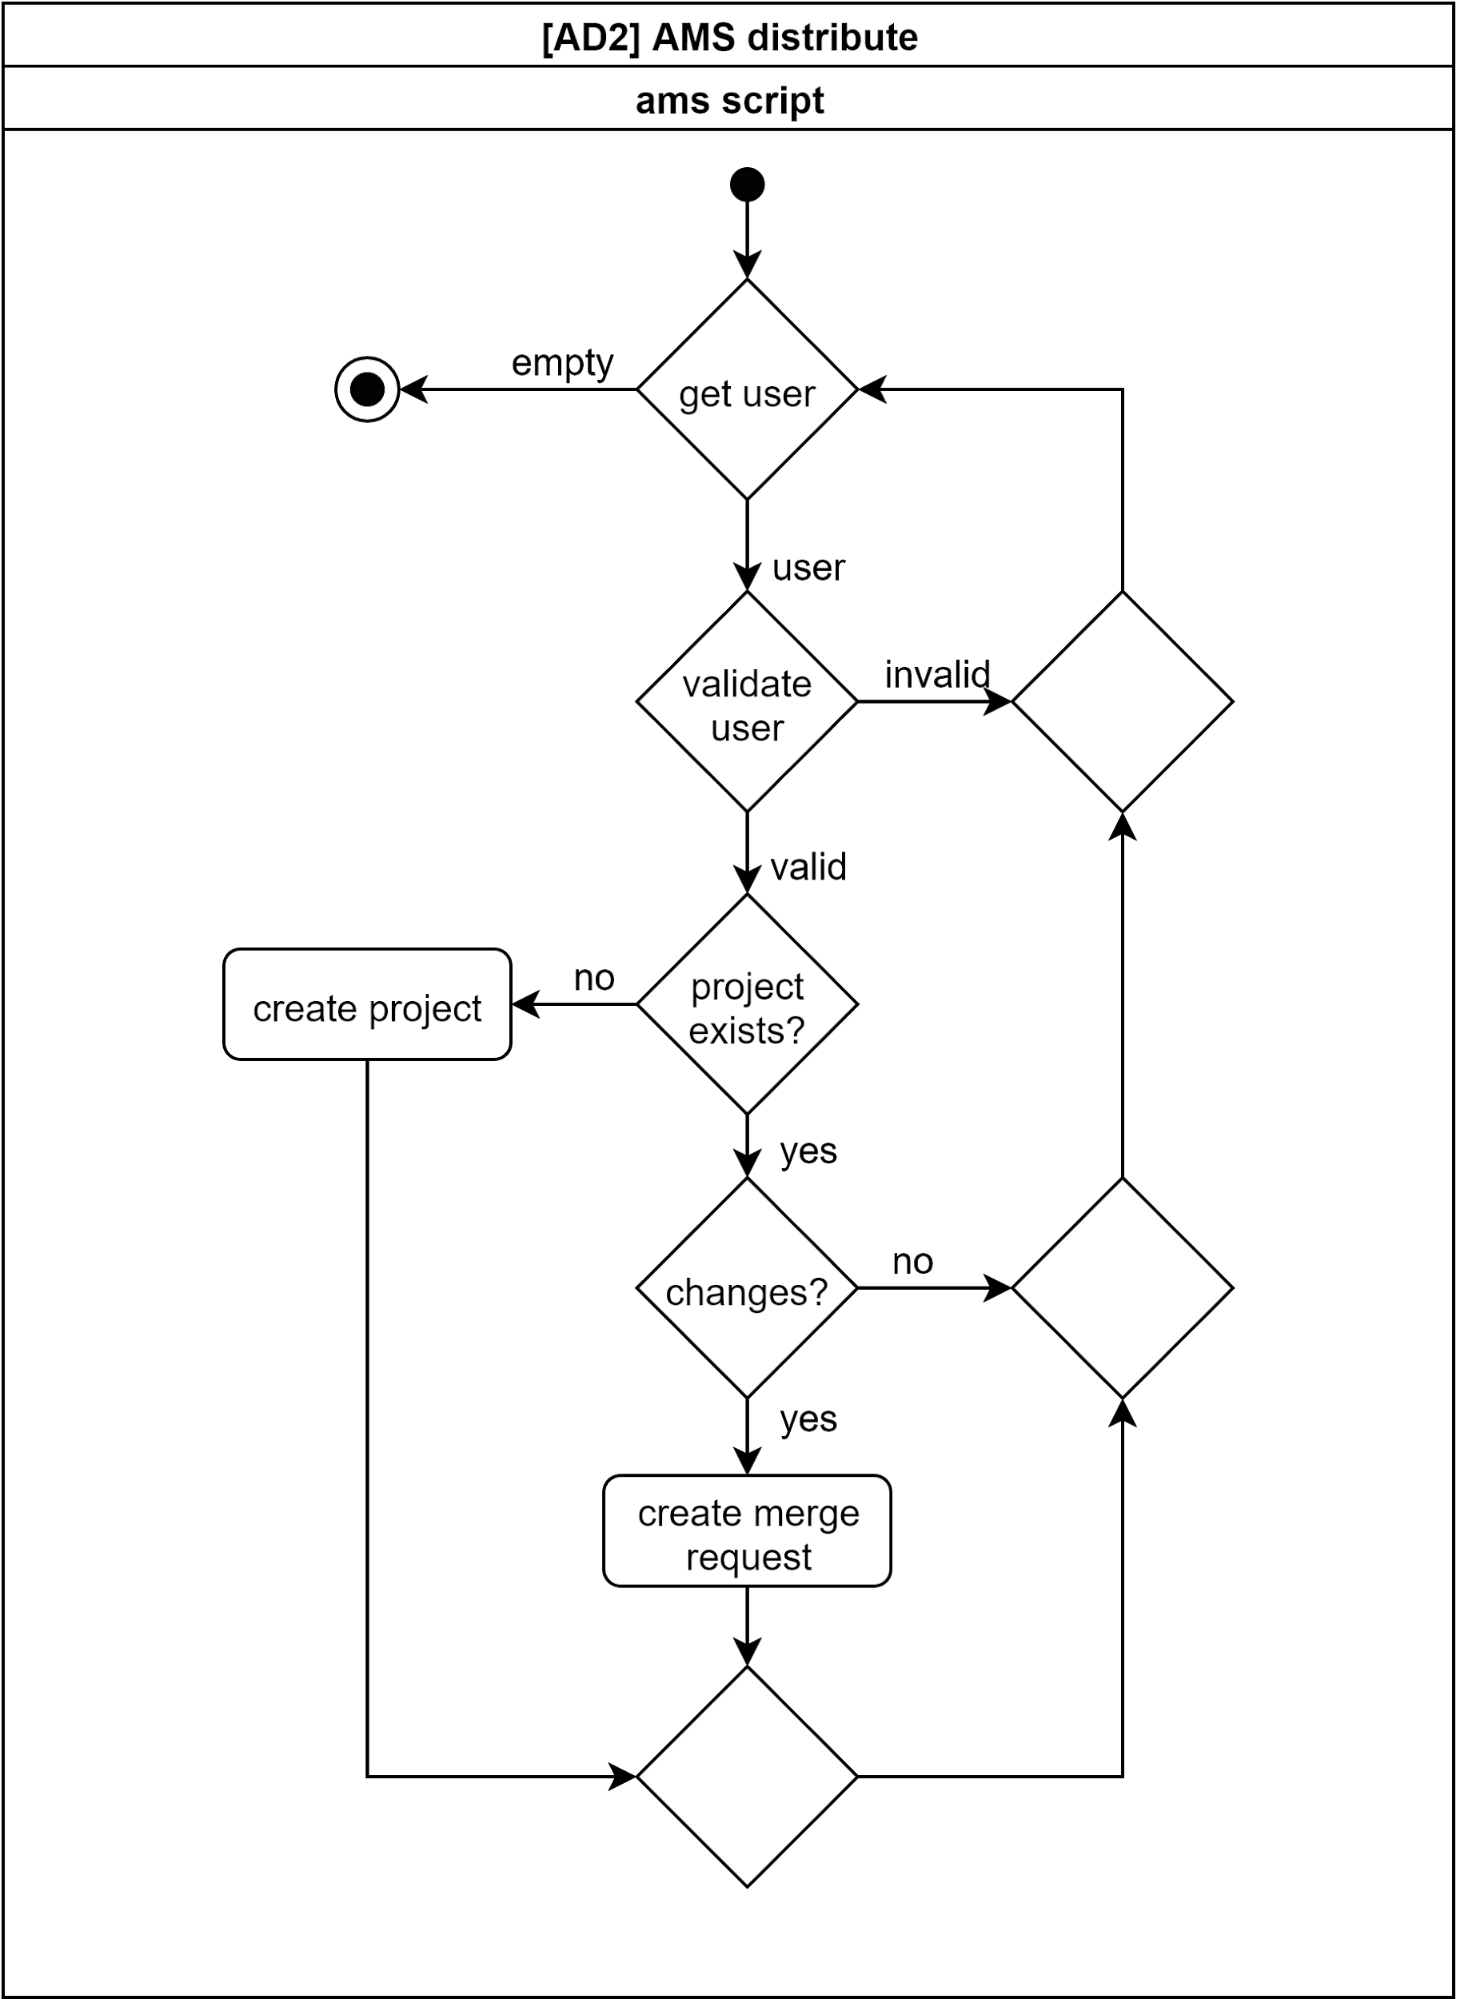 [AD2] AMS distribute
ams script
empty
get user
user
validate
user
invalid
valid
create project
no
project
exists?
yes
changes?
no
yes
create merge
request